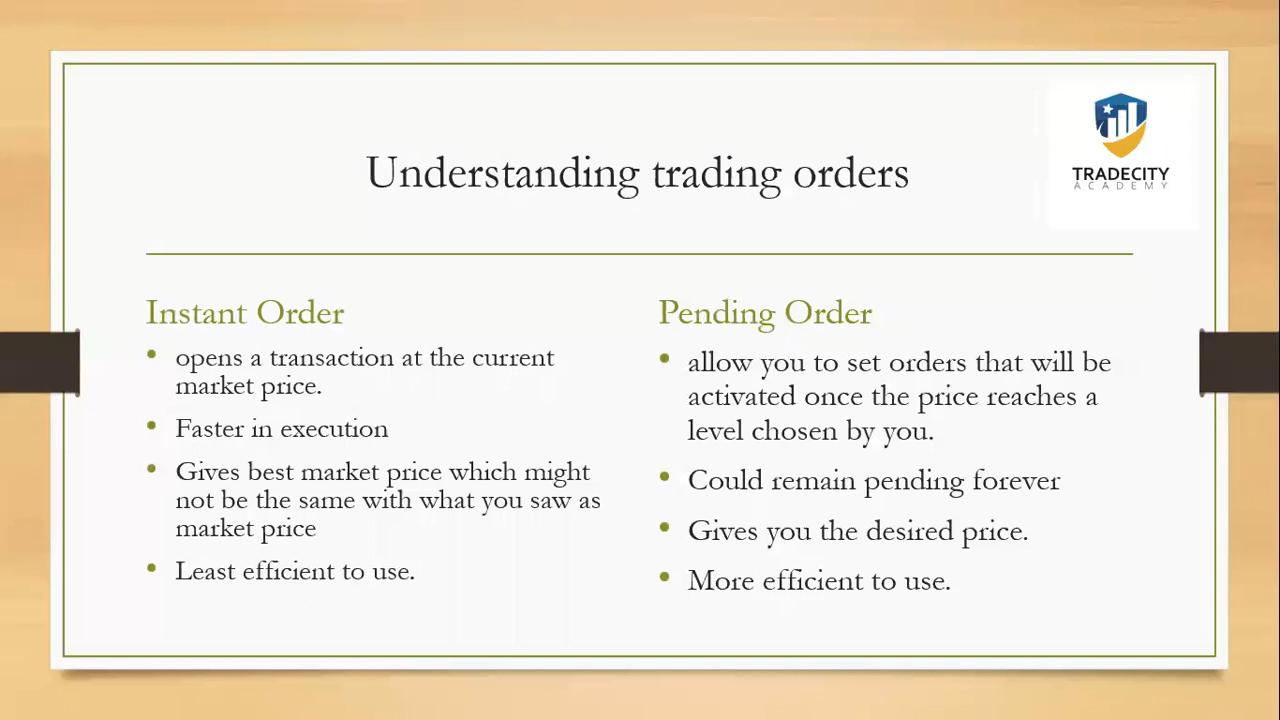 TRADECITY
ACADEMY
Understanding trading orders
Instant Order
• opens a transaction at the current
market price.
• Faster in execution
• Gives best market price which might
not be the same with what you saw as
market price
• Least efficient to use.
Pending Order
• allow you to set orders that will be
activated once the price reaches a
level chosen by you.
• Could remain pending forever
• Gives you the desired price.
• More efficient to use.